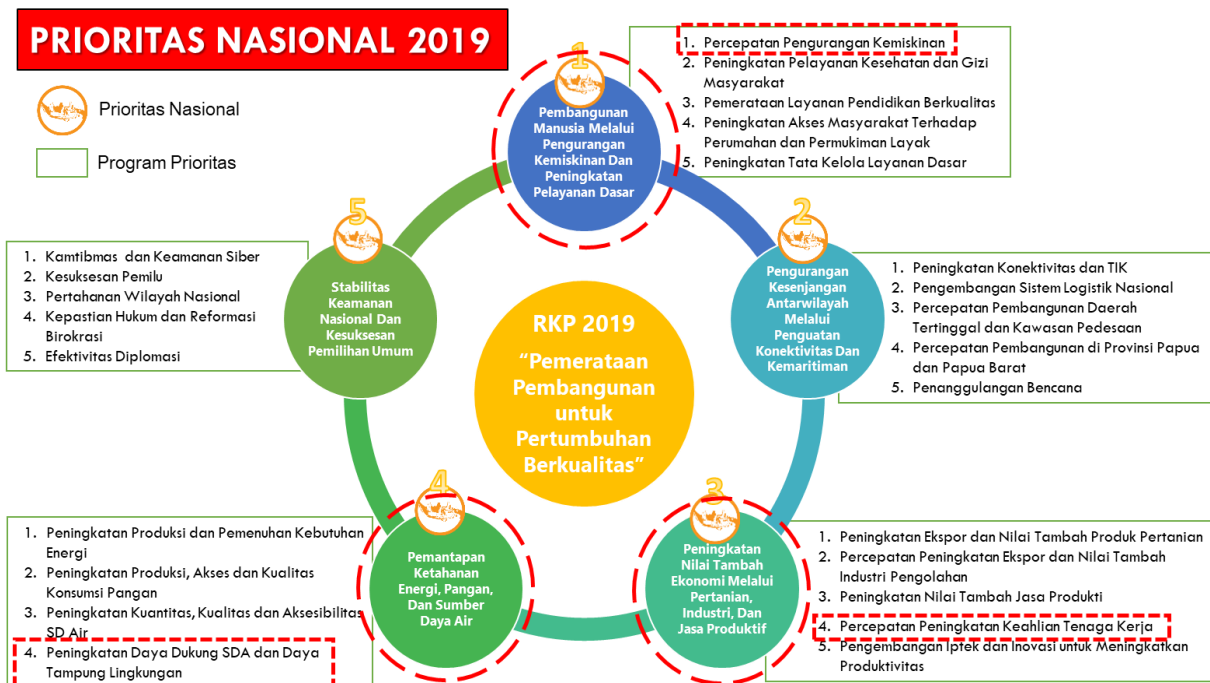 PRIORITAS NASIONAL 2019
Prioritas Nasional
Program Prioritas
1
Pembangunan
Manusia Melalui
Pengurangan
Kemiskinan Dan
Peningkatan
Pelayanan Dasar
1. Percepatan Pengurangan Kemiskinan
2. Peningkatan Pelayanan Kesehatan dan Gizi
Masyarakat
3. Pemerataan Layanan Pendidikan Berkualitas
4. Peningkatan Akses Masyarakat Terhadap
Perumahan dan Permukiman Layak
5. Peningkatan Tata Kelola Layanan Dasar
2
Pengurangan
Kesenjangan
Antarwilayah
Melalui
Penguatan
Konektivitas Dan
Kemaritiman
1. Peningkatan Konektivitas dan TIK
2. Pengembangan Sistem Logistik Nasional
3. Percepatan Pembangunan Daerah
Tertinggal dan Kawasan Pedesaan
4. Percepatan Pembangunan di Provinsi Papua
dan Papua Barat
5. Penanggulangan Bencana
5
Stabilitas
Keamanan
Nasional Dan
Kesuksesan
Pemilihan Umum
1. Kamtibmas dan Keamanan Siber
2. Kesuksesan Pemilu
3. Pertahanan Wilayah Nasional
4. Kepastian Hukum dan Reformasi
Birokrasi
5. Efektivitas Diplomasi
RKP 2019
“Pemerataan
Pembangunan
untuk
Pertumbuhan
Berkualitas”
4
Pemantapan
Ketahanan
Energi, Pangan,
Dan Sumber
Daya Air
1. Peningkatan Produksi dan Pemenuhan Kebutuhan
Energi
2. Peningkatan Produksi, Akses dan Kualitas
Konsumsi Pangan
3. Peningkatan Kuantitas, Kualitas dan Aksesibilitas
SD Air
4. Peningkatan Daya Dukung SDA dan Daya
Tampung Lingkungan
3
Peningkatan
Nilai Tambah
Ekonomi Melalui
Pertanian,
Industri, Dan
Jasa Produktif
1. Peningkatan Ekspor dan Nilai Tambah Produk Pertanian
2. Percepatan Peningkatan Ekspor dan Nilai Tambah
Industri Pengolahan
3. Peningkatan Nilai Tambah Jasa Produkti
4. Percepatan Peningkatan Keahlian Tenaga Kerja
5. Pengembangan Iptek dan Inovasi untuk Meningkatkan
Produktivitas